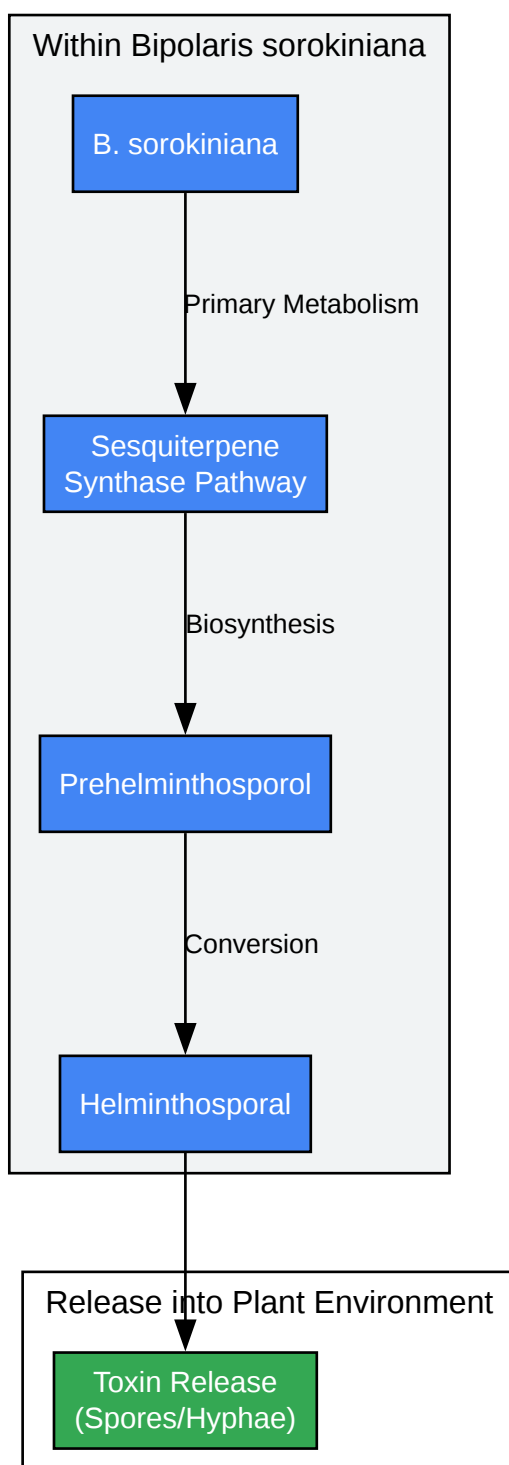 Within Bipolaris sorokiniana
B. sorokiniana
Primary Metabolism
Sesquiterpene
Synthase Pathway
Biosynthesis
Prehelminthosporol
Conversion
Helminthosporal
Release into Plant Environment
Toxin Release
(Spores/Hyphae)